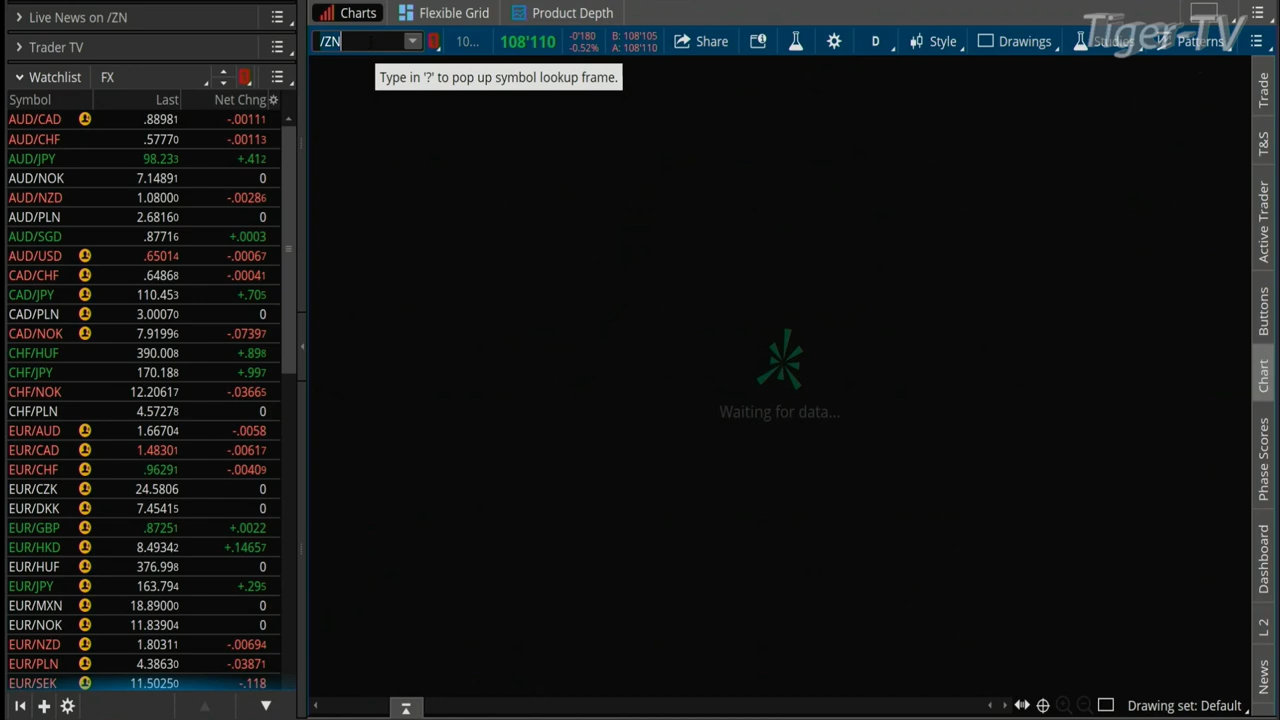 Live News on /ZN
Trader TV
Watchlist FX
Symbol Last Net Chng
AUD/CAD .88981 -.00111
AUD/CHF .57770 -.00113
AUD/JPY 98.233 +.412
AUD/NOK 7.14891 0
AUD/NZD 1.08000 -.00286
AUD/PLN 2.68160 0
AUD/SGD .87716 +.0003
AUD/USD .65014 -.00067
CAD/CHF .64868 -.00041
CAD/JPY 110.453 +.705
CAD/PLN 3.00070 0
CAD/NOK 7.91996 -.07397
CHF/HUF 390.008 +.898
CHF/JPY 170.188 +.997
CHF/NOK 12.20617 -.03665
CHF/PLN 4.57278 0
EUR/AUD 1.66704 -.0058
EUR/CAD 1.48301 -.00617
EUR/CHF .96291 -.00409
EUR/CZK 24.5806 0
EUR/DKK 7.45415 0
EUR/GBP .87251 +.0022
EUR/HKD 8.49342 +.14657
EUR/HUF 376.998 0
EUR/JPY 163.794 +.295
EUR/MXN 18.89000 0
EUR/NOK 11.83904 0
EUR/NZD 1.80311 -.00694
EUR/PLN 4.38630 -.03871
EUR/SEK 11.50250 -.118
Charts Flexible Grid Product Depth
Tiger-TV
/ZN 10... 108'110 -0'180 -0.52% B: 108'105 A: 108'110 Share D Style Drawings Studies Patterns
Type in '?' to pop up symbol lookup frame.
Waiting for data...
Drawing set: Default
Trade
T&S
Active Trader
Buttons
Chart
Phase Scores
Dashboard
L 2
News